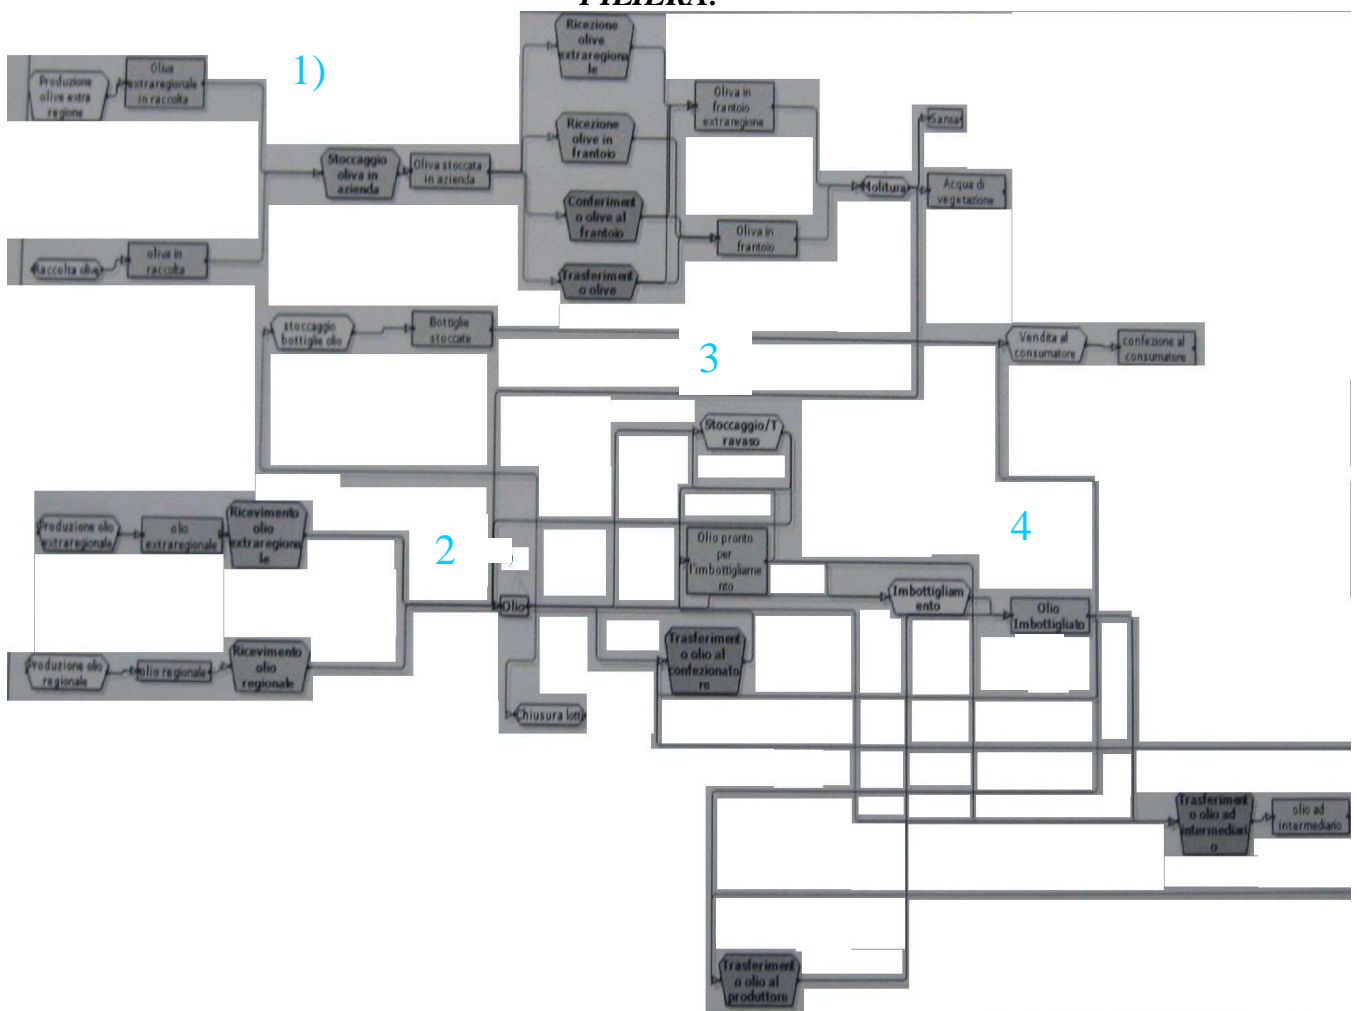 FILIERA:
1)
Produzione
olive extra
regione
Oliva
extraregionale
in raccolta
Ricezione
olive
extraregiona
le
Ricezione
olive in
frantoio
Conferiment
o olive al
frantoio
Trasferiment
o olive
Oliva in
frantoio
extraregione
Sansa
Stoccaggio
oliva in
azienda
Oliva stoccata
in azienda
Molitura
Acqua di
vegetazione
Oliva in
frantoio
Raccolta olive
oliva in
raccolta
stoccaggio
bottiglie olio
Bottiglie
stoccate
3
Vendita al
consumatore
confezione al
consumatore
Stoccaggio/T
ravaso
Produzione olio
extraregionale
olio
extraregionale
Ricevimento
olio
extraregiona
le
2
)
4
Olio pronto
per
l'imbottigliame
nto
Olio
Imbottigliam
ento
Olio
Imbottigliato
Produzione olio
regionale
olio regionale
Ricevimento
olio
regionale
Trasferiment
o olio al
confezionato
re
Chiusura lotti
Trasferiment
o olio ad
intermediari
o
olio ad
intermediario
Trasferiment
o olio al
produttore